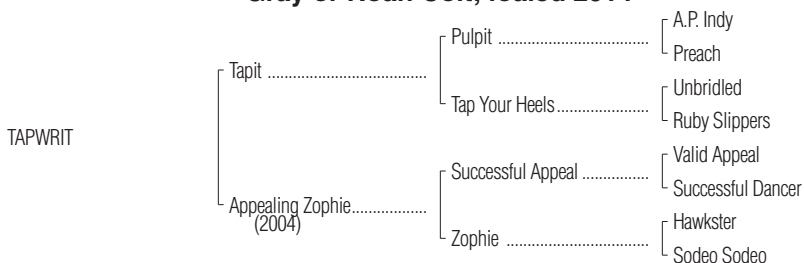 A.P. Indy
Pulpit ..........................................
Preach
Tapit ..........................................
Unbridled
Tap Your Heels.........................
Ruby Slippers
TAPWRIT
Valid Appeal
Successful Appeal ..................
Successful Dancer
Appealing Zophie....................
(2004)
Hawkster
Zophie ........................................
Sodeo Sodeo